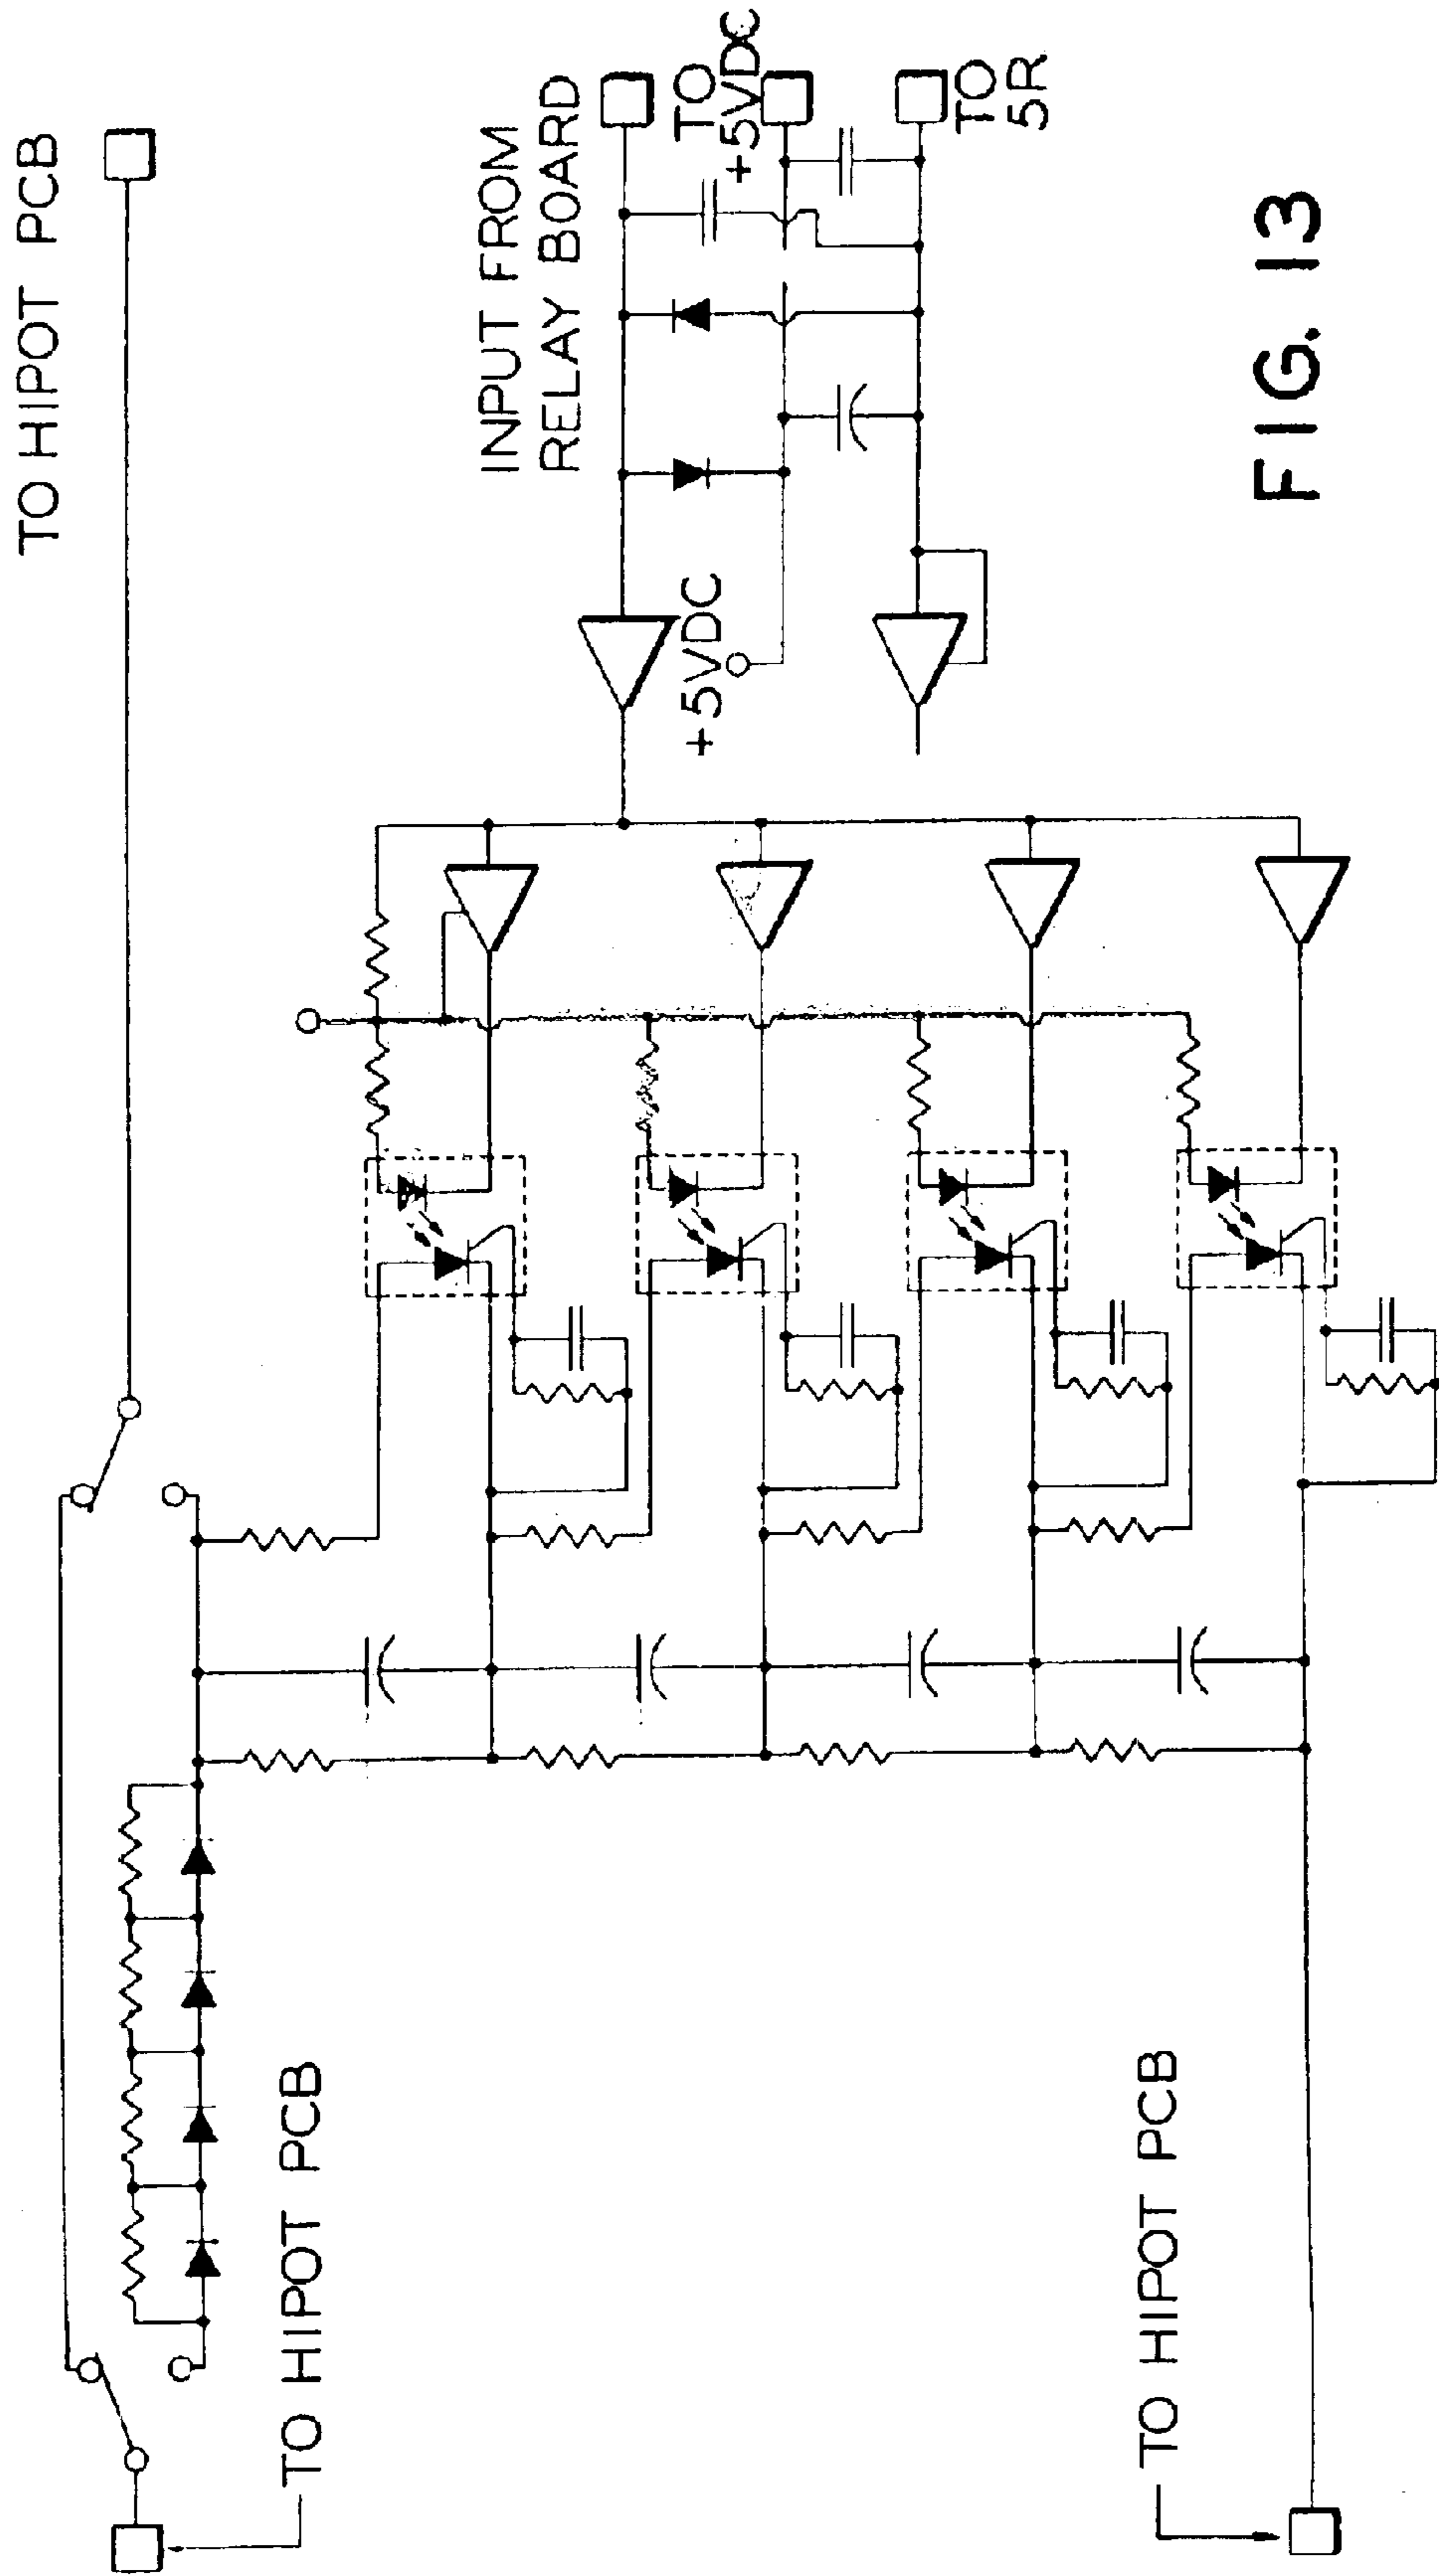 TO HIPOT PCB
TO HIPOT PCB
TO HIPOT PCB
+5VDC
INPUT FROM
RELAY BOARD
TO
+5VDC
TO
5R
FIG. 13